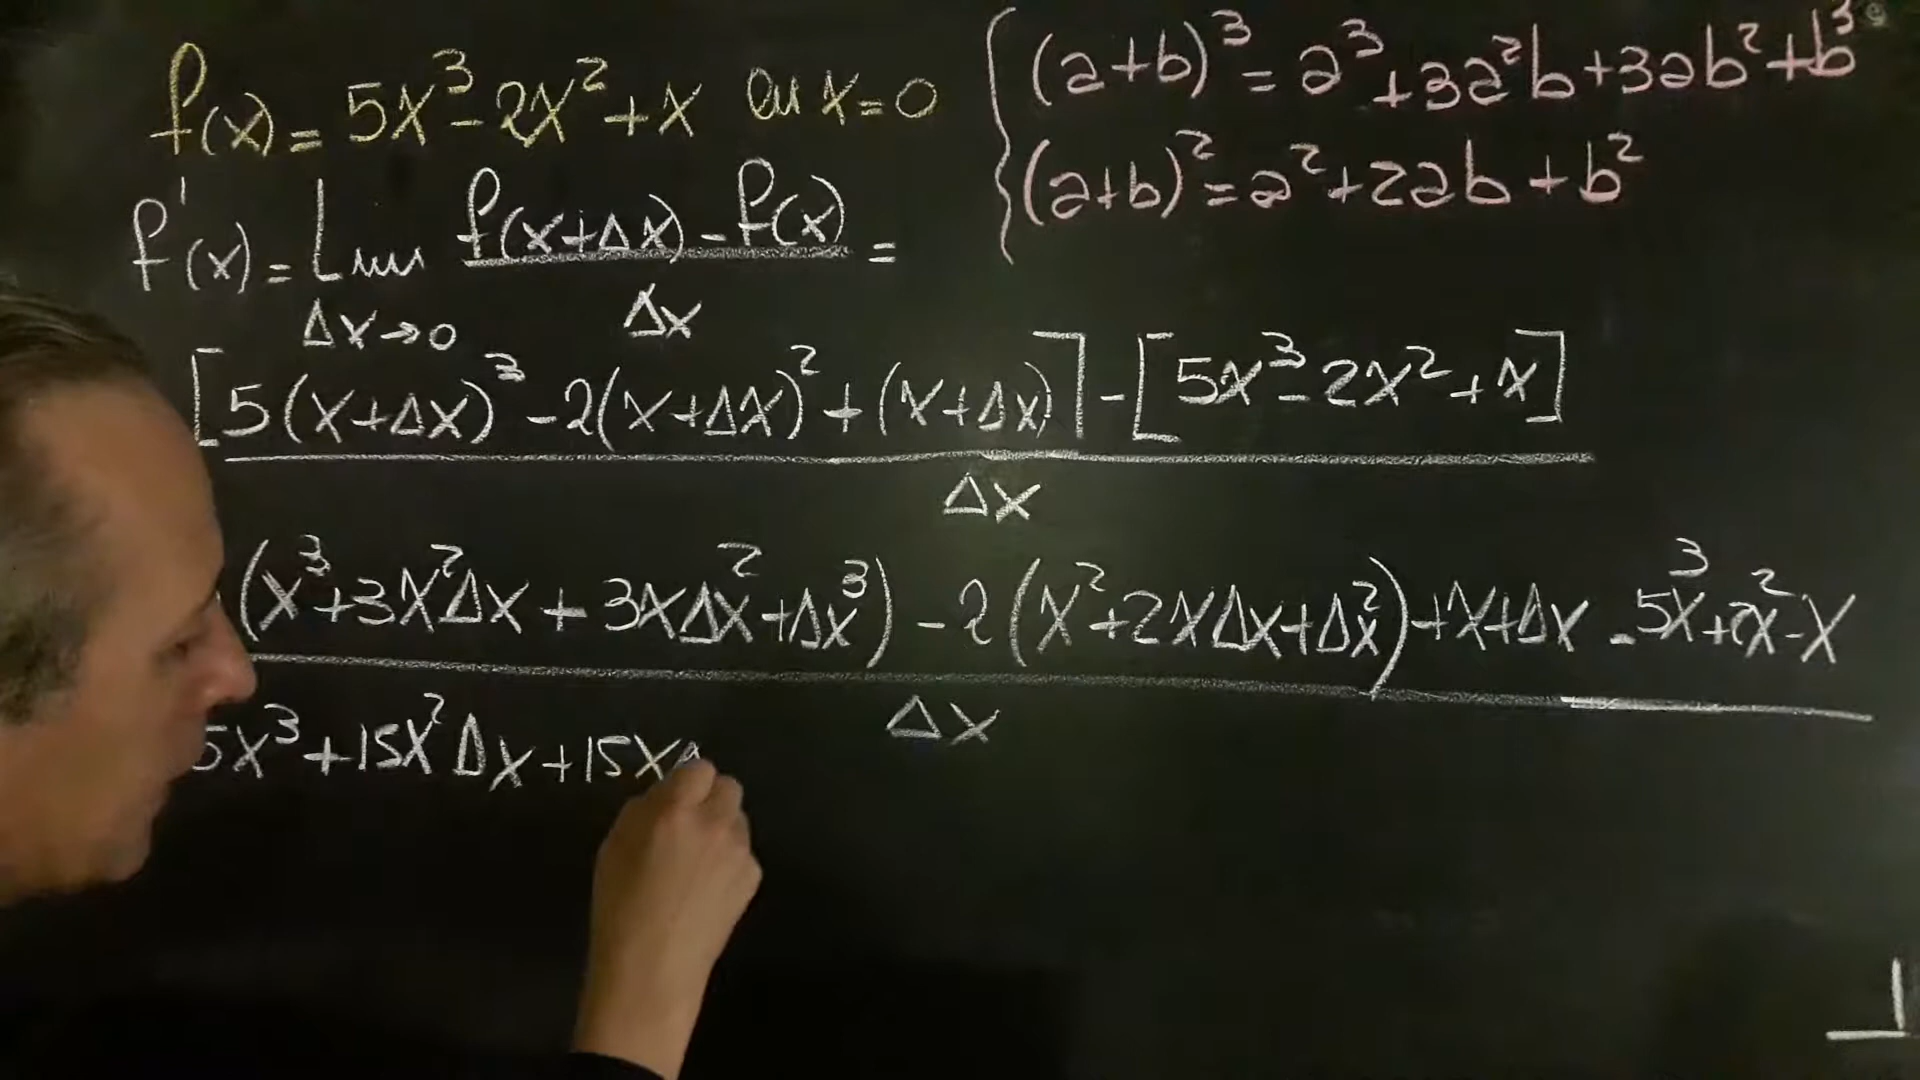 f(x) = 5x³ - 2x² + x en x = 0
(a+b)³ = a³ + 3a²b + 3ab² + b³
(a+b)² = a² + 2ab + b²
f'(x) = Lim f(x+Δx) - f(x) =
Δx→0 Δx
[5(x+Δx)³ - 2(x+Δx)² + (x+Δx)] - [5x³ - 2x² + x]
Δx
(x³ + 3x²Δx + 3xΔx² + Δx³) - 2(x² + 2xΔx + Δx²) + x + Δx - 5x³ + 2x² - x
Δx
5x³ + 15x²Δx + 15x